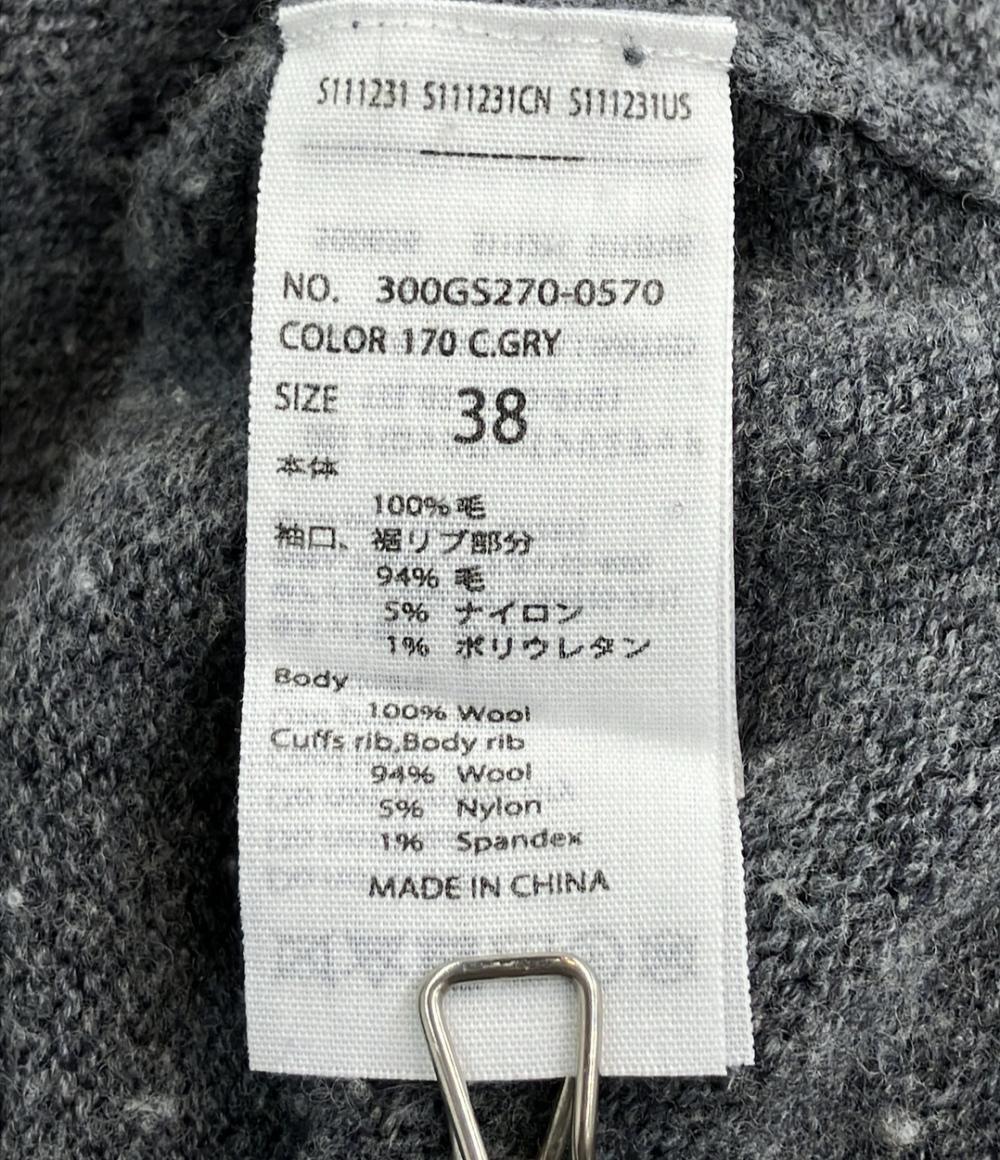 S111231 S111231CN S111231US
NO. 300GS270-0570
COLOR 170 C.GRY
SIZE 38
本体
100% 毛
袖口、裾リブ部分
94% 毛
5% ナイロン
1% ポリウレタン
Body
100% Wool
Cuffs rib,Body rib
94% Wool
5% Nylon
1% Spandex
MADE IN CHINA